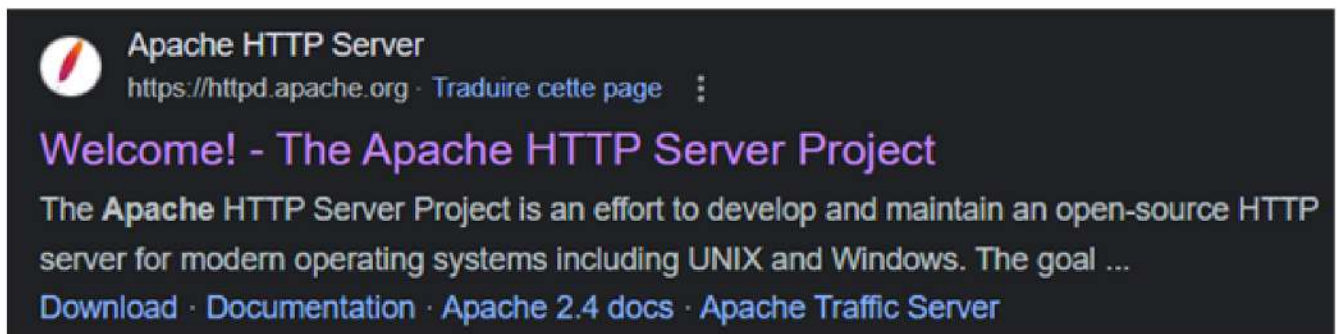 Apache HTTP Server
https://httpd.apache.org · Traduire cette page
Welcome! - The Apache HTTP Server Project
The Apache HTTP Server Project is an effort to develop and maintain an open-source HTTP
server for modern operating systems including UNIX and Windows. The goal ...
Download · Documentation · Apache 2.4 docs · Apache Traffic Server